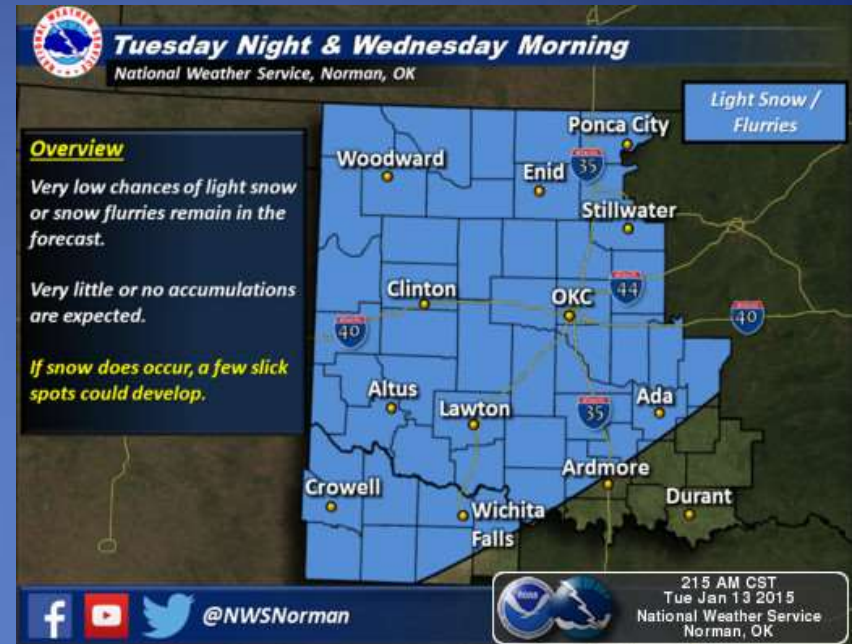 Tuesday Night & Wednesday Morning
National Weather Service, Norman, OK
Light Snow /
Flurries
Overview
Very low chances of light snow
or snow flurries remain in the
forecast.
Very little or no accumulations
are expected.
If snow does occur, a few slick
spots could develop.
Ponca City
Woodward
Enid
35
Stillwater
Clinton
OKC
44
40
40
Altus
Lawton
35
Ada
Ardmore
Crowell
Durant
Wichita
Falls
@NWSNorman
215 AM CST
Tue Jan 13 2015
National Weather Service
Norman, OK